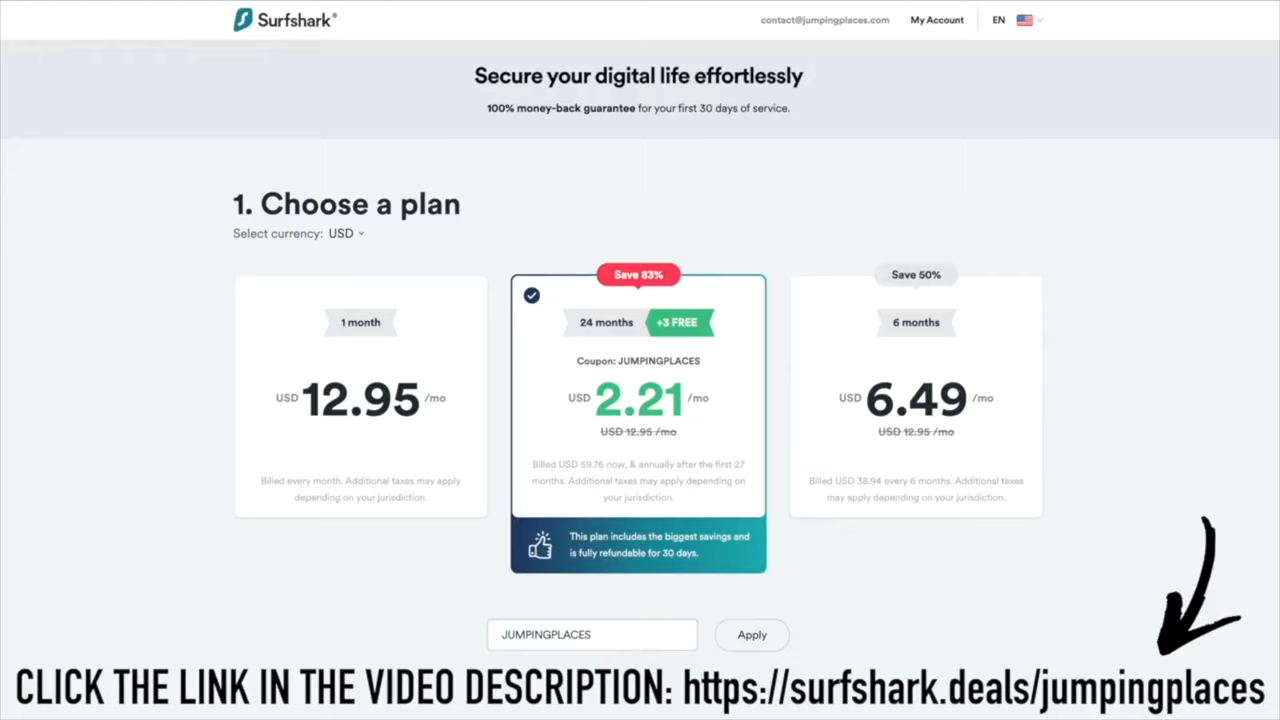 Surfshark®
contact@jumpingplaces.com My Account EN
Secure your digital life effortlessly
100% money-back guarantee for your first 30 days of service.
1. Choose a plan
Select currency: USD
1 month
USD 12.95 /mo
Billed every month. Additional taxes may apply
depending on your jurisdiction.
Save 83%
24 months +3 FREE
Coupon: JUMPINGPLACES
USD 2.21 /mo
USD 12.95 /mo
Billed USD 59.76 now, & annually after the first 27
months. Additional taxes may apply depending on
your jurisdiction.
This plan includes the biggest savings and
is fully refundable for 30 days.
Save 50%
6 months
USD 6.49 /mo
USD 12.95 /mo
Billed USD 38.94 every 6 months. Additional taxes
may apply depending on your jurisdiction.
JUMPINGPLACES Apply
CLICK THE LINK IN THE VIDEO DESCRIPTION: https://surfshark.deals/jumpingplaces